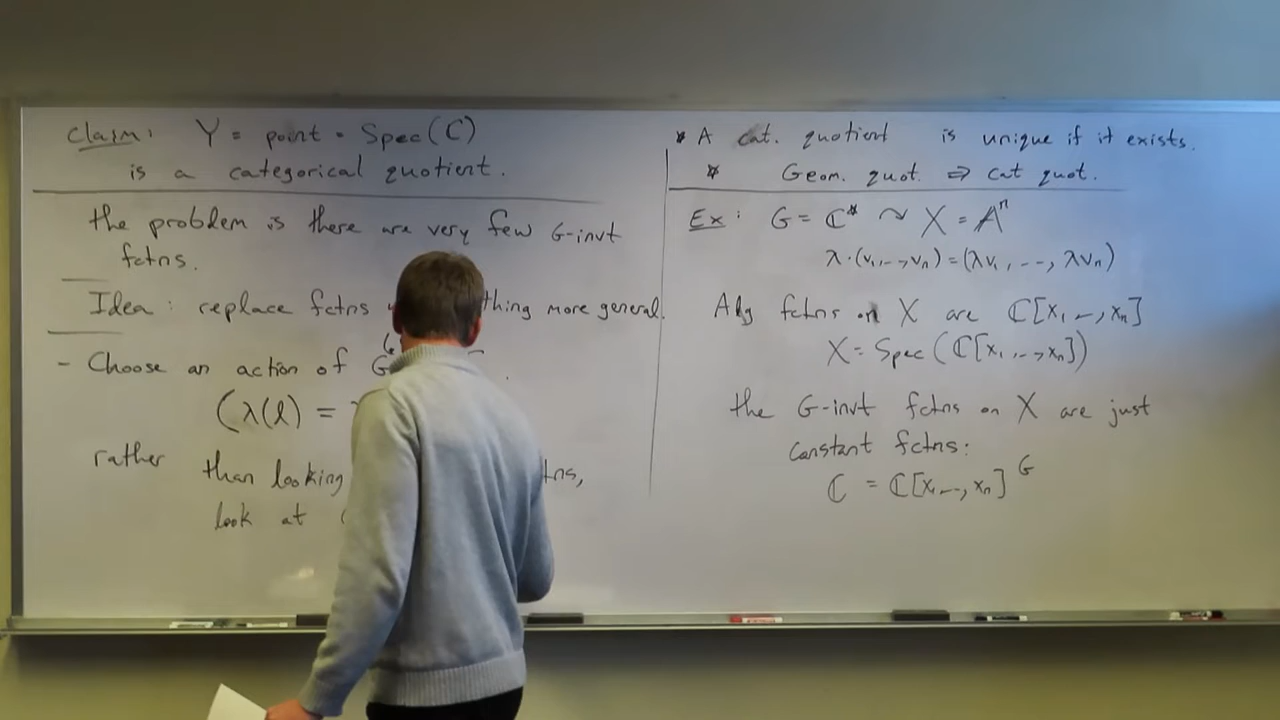 Claim: Y = point = Spec(ℂ)
is a categorical quotient.
the problem is there are very few G-invt
fctns.
Idea: replace fctns thing more general.
- Choose an action of G
(λ(l) =
rather than looking
look at
* A cat. quotient is unique if it exists.
* Geom. quot. ⇒ cat quot.
Ex: G = ℂ* ~ X = 𝔸ⁿ
λ·(v₁,--,vₙ) = (λv₁, --, λvₙ)
Alg fctns on X are ℂ[x₁,--,xₙ]
X = Spec(ℂ[x₁,--,xₙ])
the G-invt fctns on X are just
constant fctns:
ℂ = ℂ[x₁,--,xₙ]ᴳ